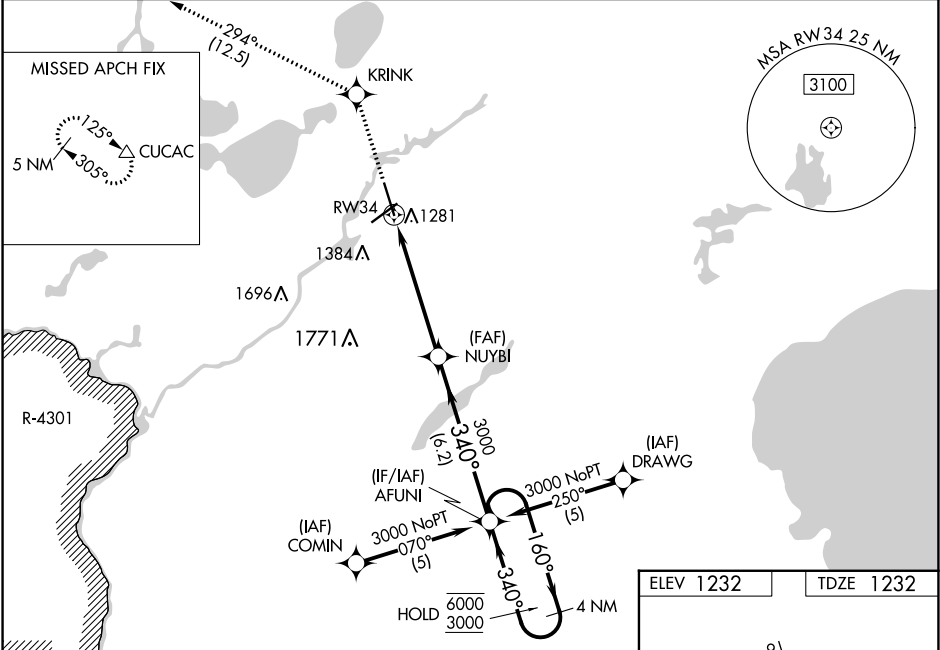 294°
(12.5)
MISSED APCH FIX
125°
CUCAC
5 NM
305°
KRINK
MSA RW34 25 NM
3100
RW34
1281
1384
1696
1771
(FAF)
NUYBI
R-4301
3000
340°
(6.2)
(IF/IAF)
AFUNI
(IAF)
DRAWG
3000 NoPT
250°
(5)
(IAF)
COMIN
3000 NoPT
070°
(5)
160°
340°
HOLD
6000
3000
4 NM
ELEV 1232
TDZE 1232